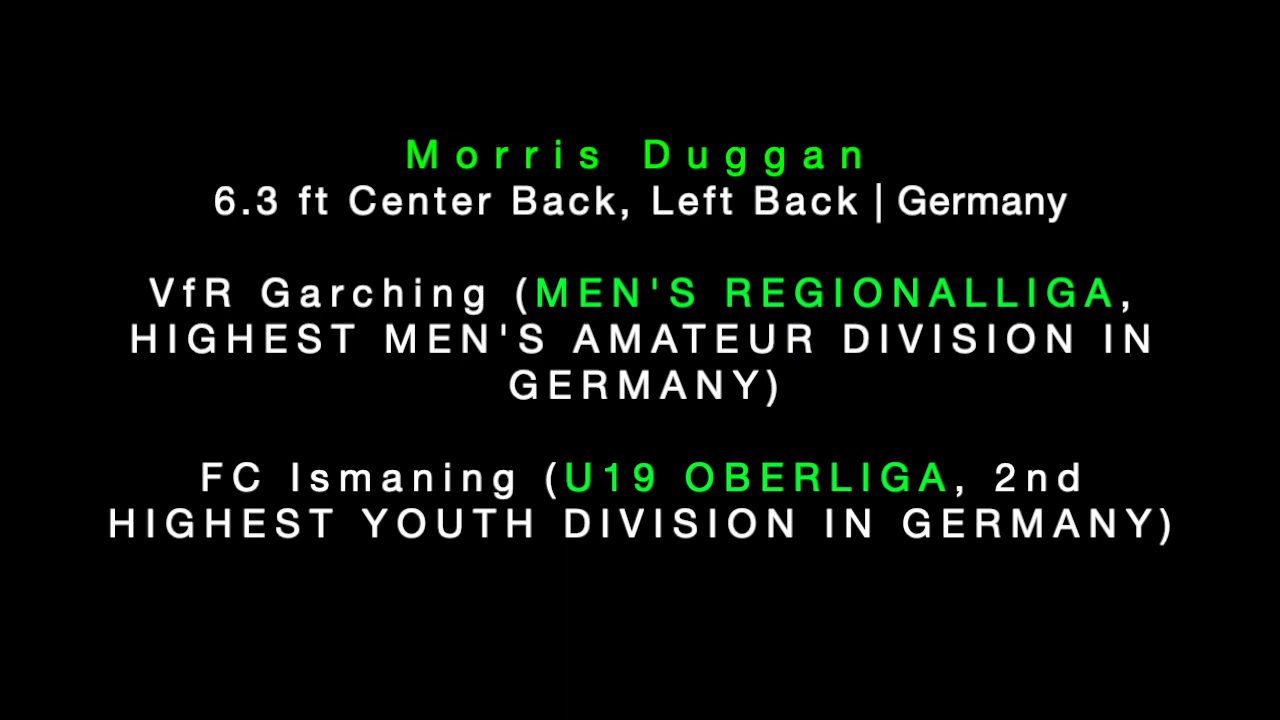 Morris Duggan
6.3 ft Center Back, Left Back | Germany
VfR Garching (MEN'S REGIONALLIGA,
HIGHEST MEN'S AMATEUR DIVISION IN
GERMANY)
FC Ismaning (U19 OBERLIGA, 2nd
HIGHEST YOUTH DIVISION IN GERMANY)